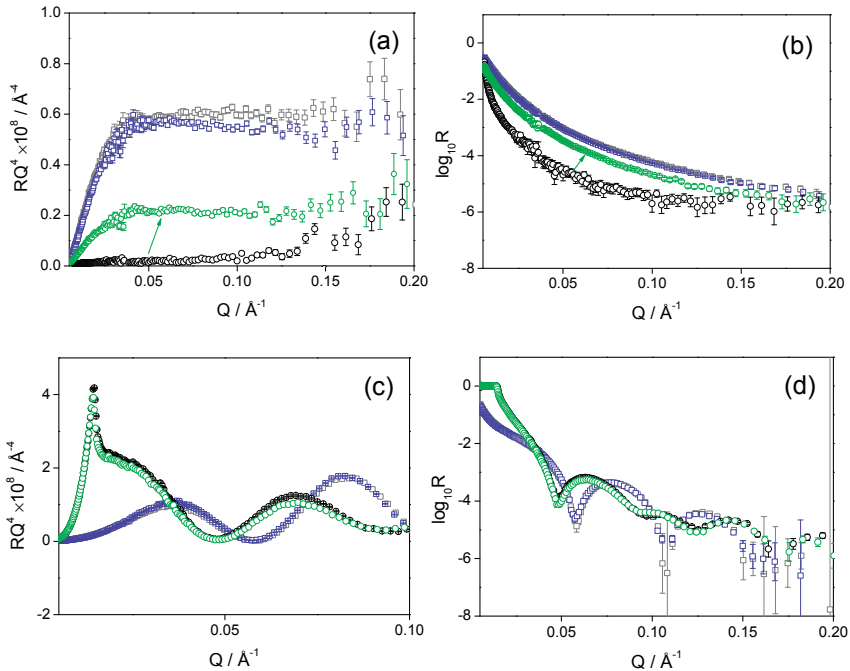 (a)
RQ⁴ ×10⁸ / Å⁻⁴
1.0
0.8
0.6
0.4
0.2
0.0
0.05
0.10
0.15
0.20
Q / Å⁻¹
(b)
log₁₀R
0
-2
-4
-6
-8
0.05
0.10
0.15
0.20
Q / Å⁻¹
(c)
RQ⁴ ×10⁸ / Å⁻⁴
4
2
0
-2
0.05
0.10
Q / Å⁻¹
(d)
log₁₀R
0
-2
-4
-6
-8
0.05
0.10
0.15
0.20
Q / Å⁻¹